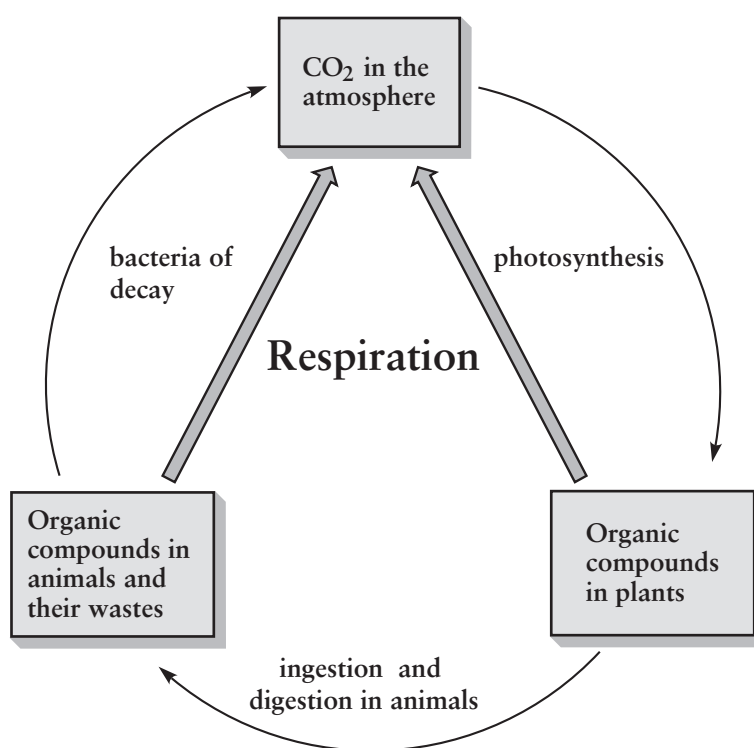 CO₂ in the
atmosphere
bacteria of
decay
photosynthesis
Respiration
Organic
compounds in
animals and
their wastes
Organic
compounds
in plants
ingestion and
digestion in animals